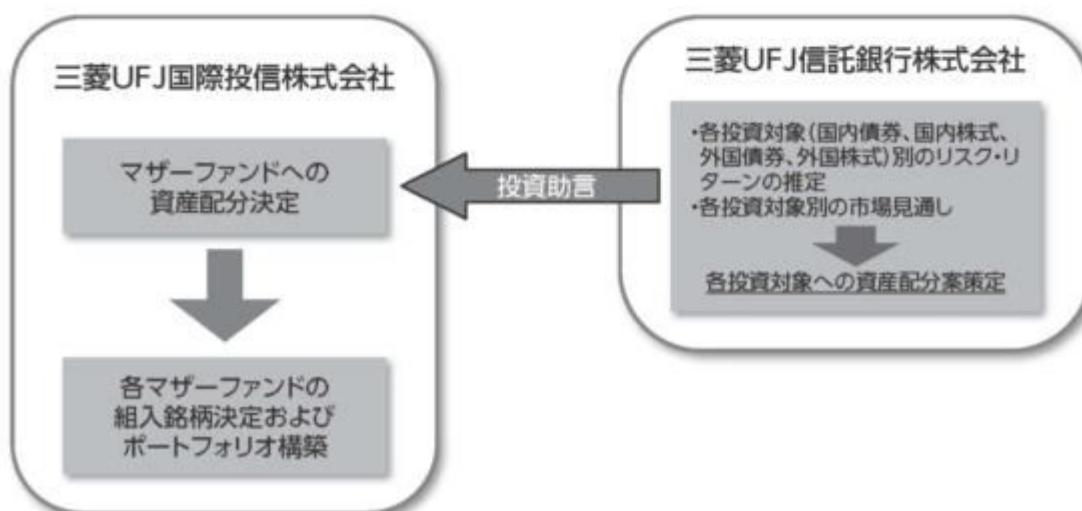 三菱UFJ国際投信株式会社
マザーファンドへの
資産配分決定
各マザーファンドの
組入銘柄決定および
ポートフォリオ構築
投資助言
三菱UFJ信託銀行株式会社
・各投資対象(国内債券、国内株式、
外国債券、外国株式)別のリスク・リ
ターンの推定
・各投資対象別の市場見通し
各投資対象への資産配分案策定